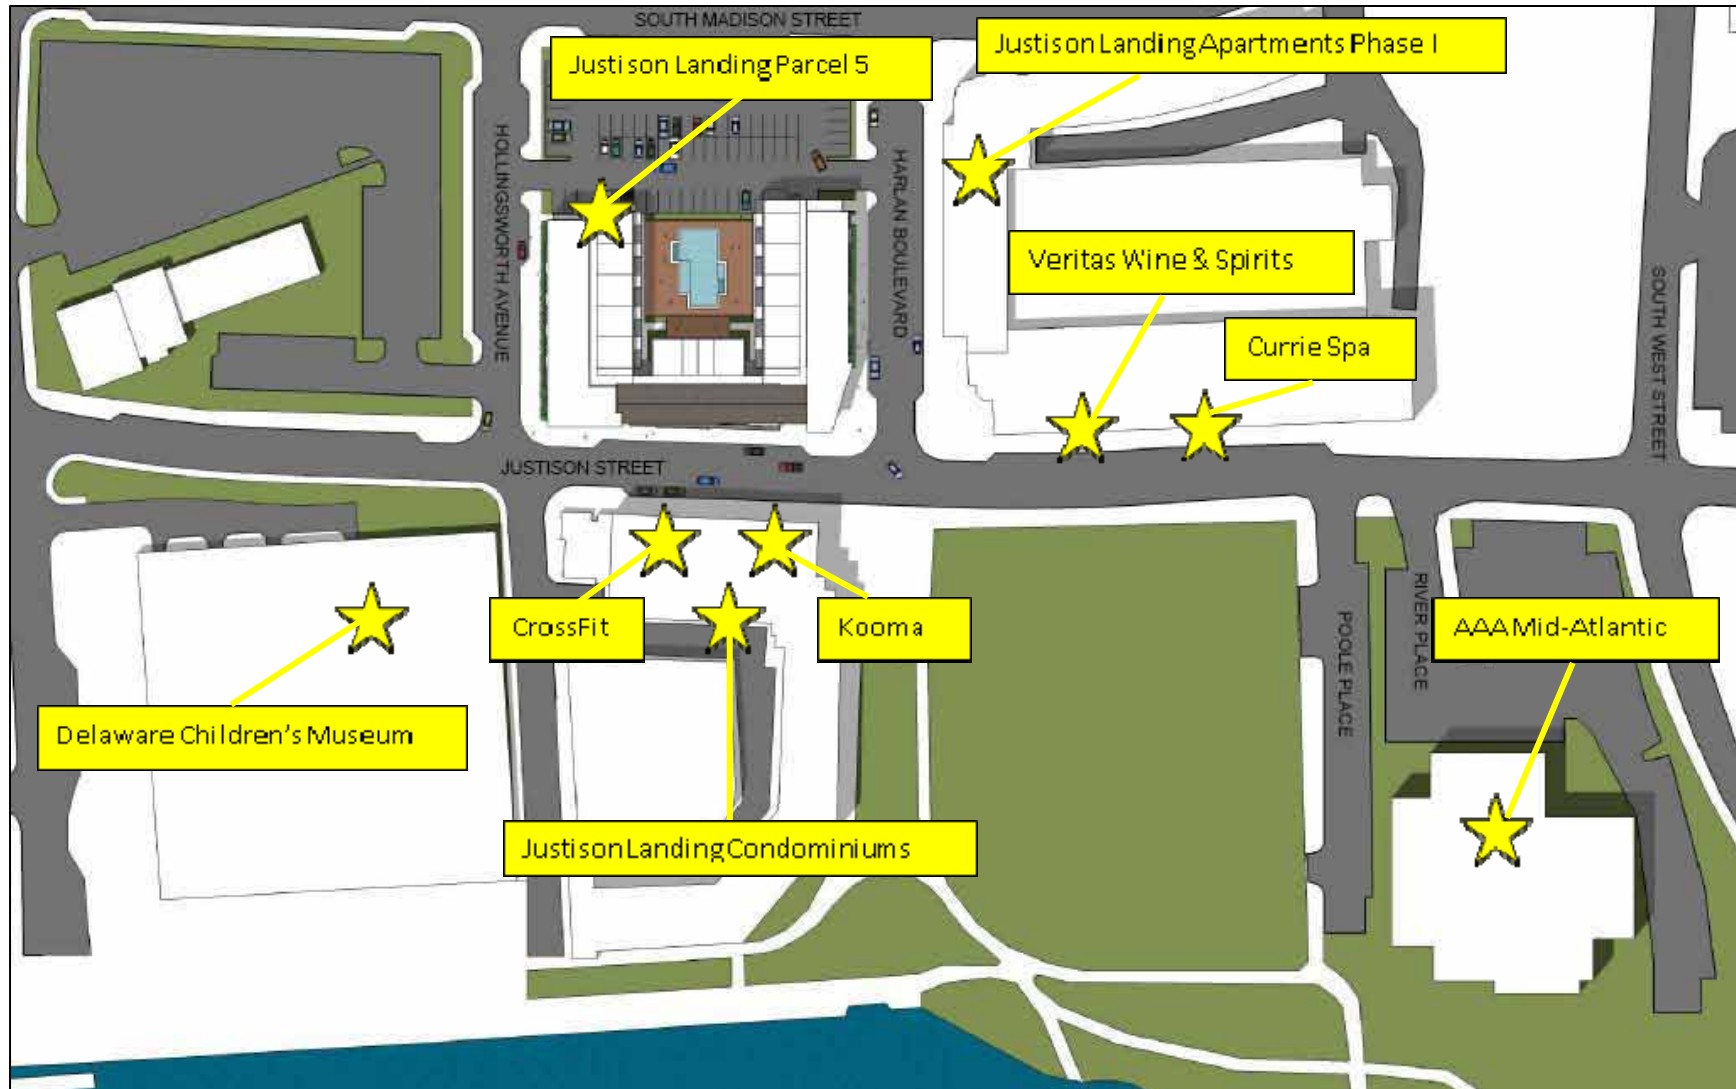 SOUTH MADISON STREET
Justison Landing Parcel 5
Justison Landing Apartments Phase I
HOLLINGSWORTH AVENUE
HARLAN BOULEVARD
Veritas Wine & Spirits
Currie Spa
SOUTH WEST STREET
JUSTISON STREET
CrossFit
Kooma
POOLE PLACE
RIVER PLACE
AAA Mid-Atlantic
Delaware Children's Museum
Justison Landing Condominiums